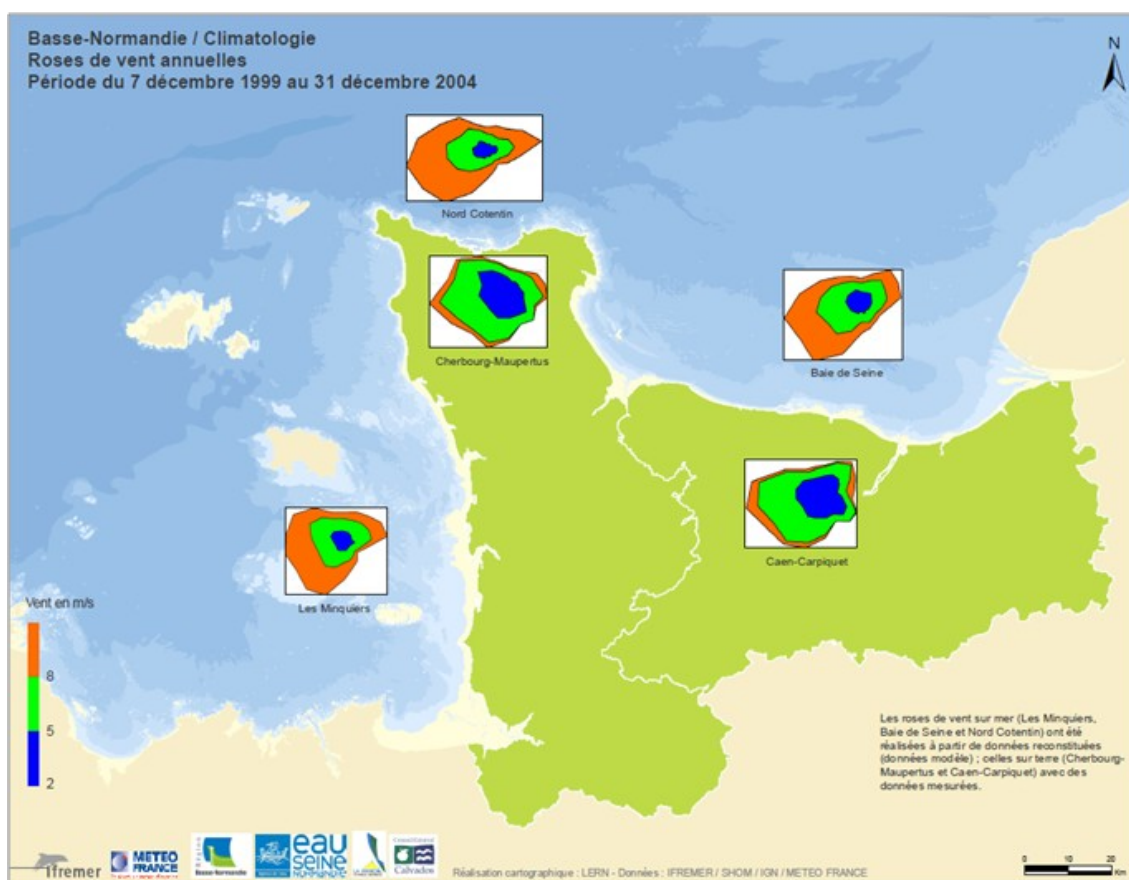 Basse-Normandie / Climatologie
Roses de vent annuelles
Période du 7 décembre 1999 au 31 décembre 2004
N
Nord Cotentin
Cherbourg-Maupertus
Baie de Seine
Caen-Carpiquet
Les Minquiers
Vent en m/s
8
5
2
Les roses de vent sur mer (Les Minquiers,
Baie de Seine et Nord Cotentin) ont été
réalisées à partir de données reconstituées
(données modèle) ; celles sur terre (Cherbourg-
Maupertus et Caen-Carpiquet) avec des
données mesurées.
ifremer
METEO
FRANCE
Basse-Normandie
eau
SEINE
NORMANDIE
Calvados
Réalisation cartographique : LERN - Données : IFREMER / SHOM / IGN / METEO FRANCE
0 10 20
Km